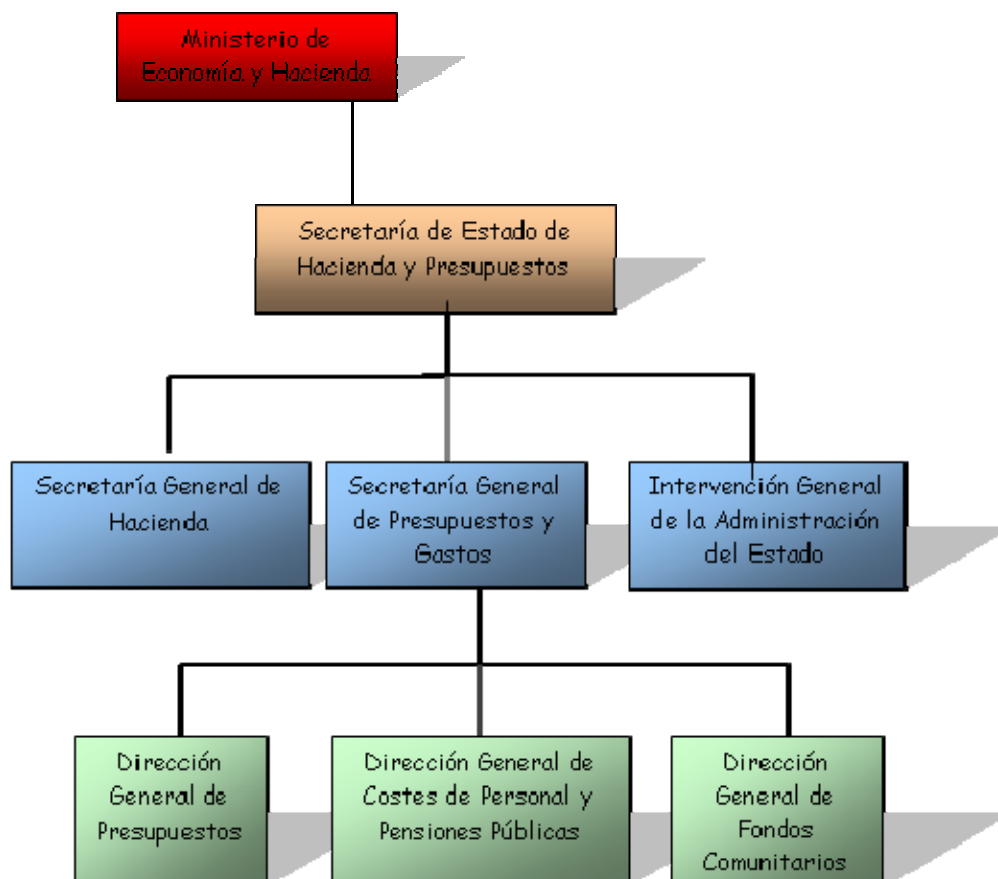 Ministerio de
Economía y Hacienda
Secretaría de Estado de
Hacienda y Presupuestos
Secretaría General de
Hacienda
Secretaría General
de Presupuestos y
Gastos
Intervención General
de la Administración
del Estado
Dirección
General de
Presupuestos
Dirección General de
Costes de Personal y
Pensiones Públicas
Dirección
General de
Fondos
Comunitarios